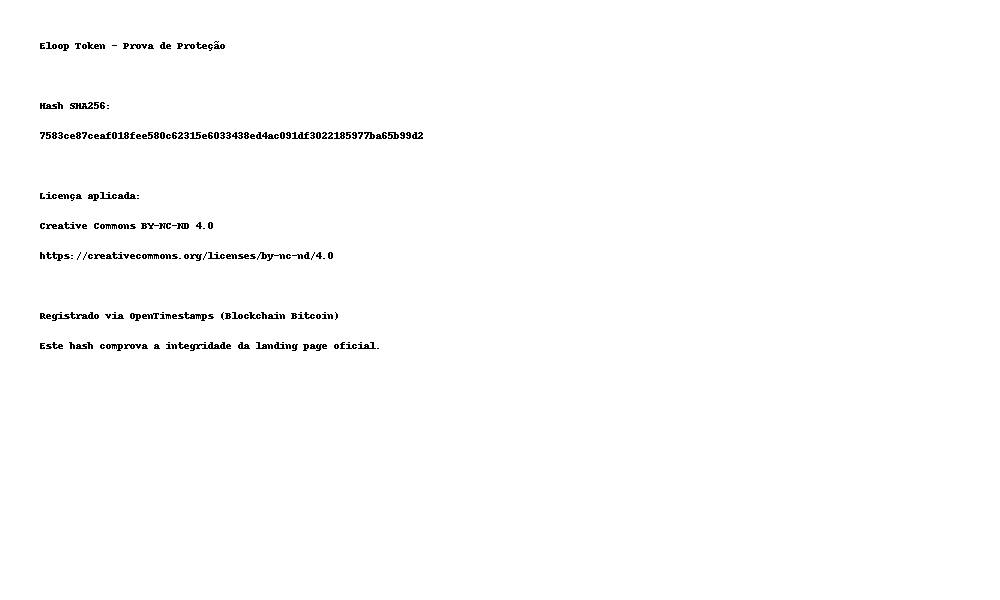 Eloop Token - Prova de Proteção
Hash SHA256:
7583ce87ceaf018fee580c62315e6033438ed4ac091df3022185977ba65b99d2
Licença aplicada:
Creative Commons BY-NC-ND 4.0
https://creativecommons.org/licenses/by-nc-nd/4.0
Registrado via OpenTimestamps (Blockchain Bitcoin)
Este hash comprova a integridade da landing page oficial.